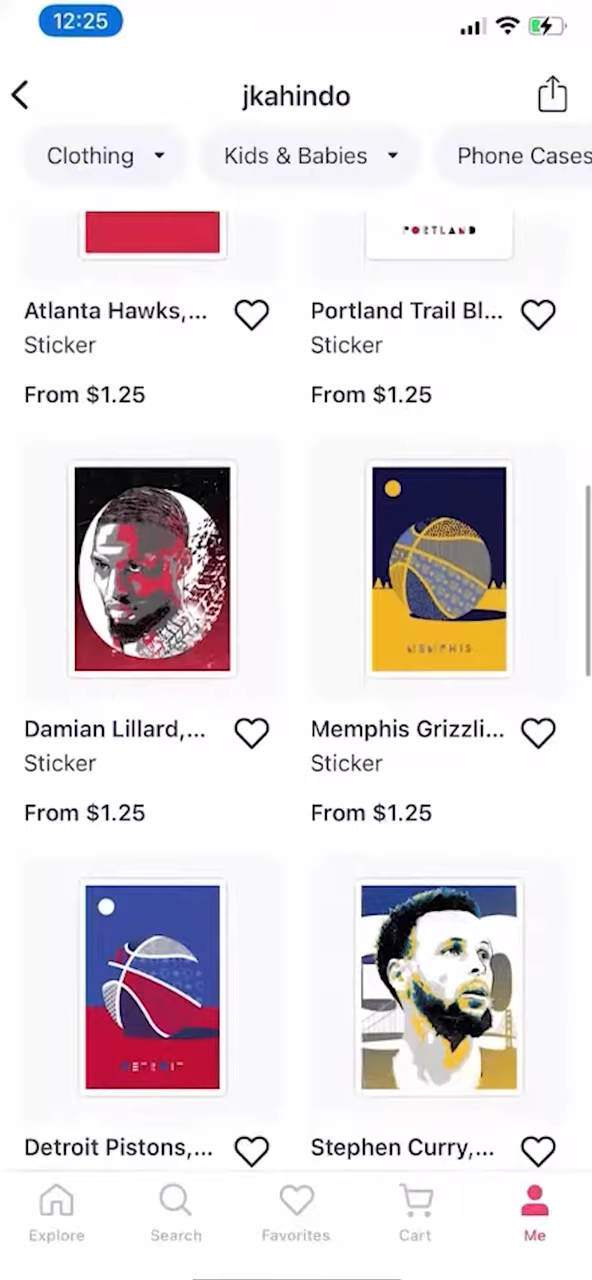 12:25
jkahindo
Clothing
Kids & Babies
Phone Cases
PORTLAND
Atlanta Hawks,...
Portland Trail Bl...
Sticker
Sticker
From $1.25
From $1.25
MEMPHIS
Damian Lillard,...
Memphis Grizzli...
Sticker
Sticker
From $1.25
From $1.25
DETROIT
Detroit Pistons,...
Stephen Curry,...
Explore
Search
Favorites
Cart
Me